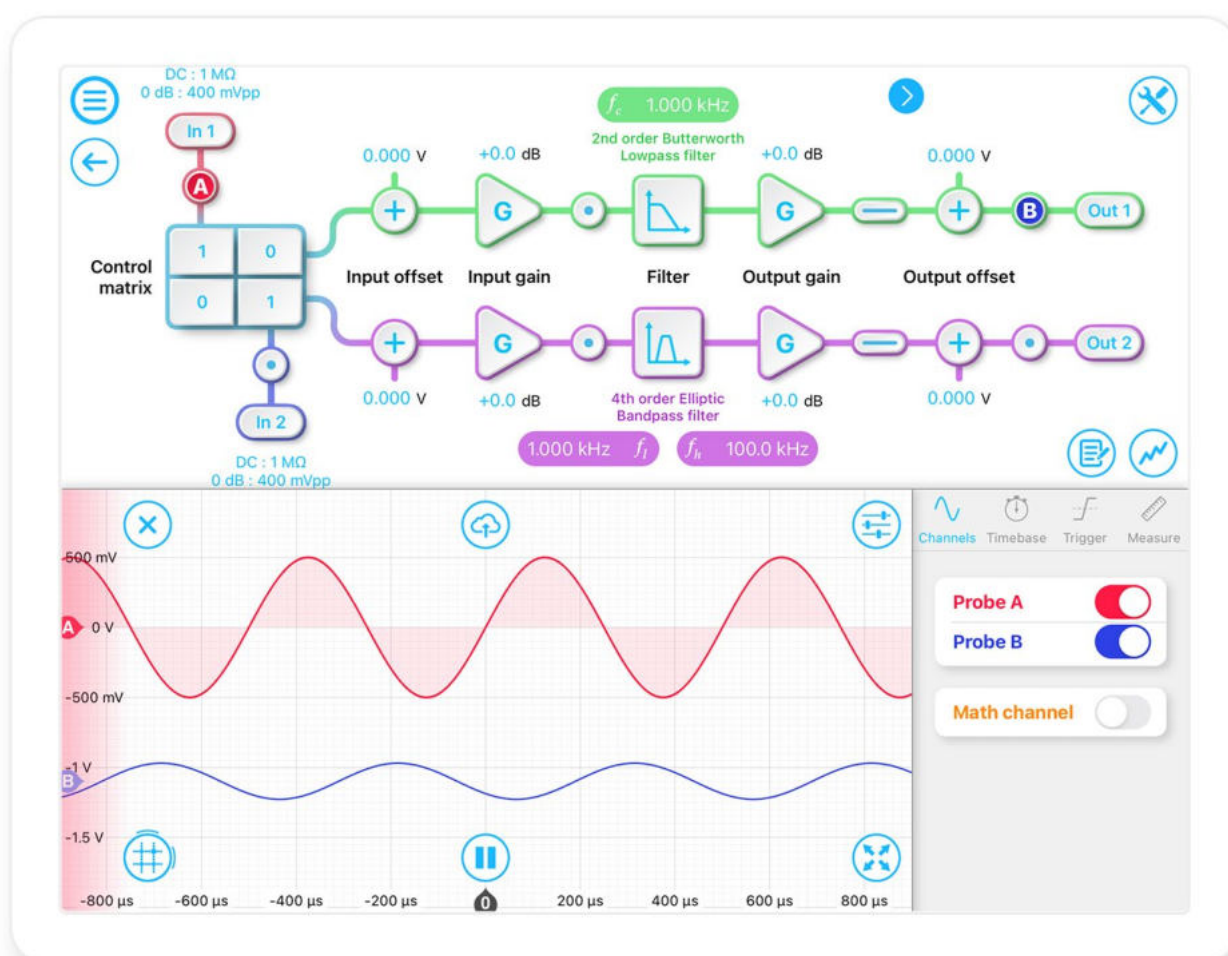 DC : 1 MΩ
0 dB : 400 mVpp
In 1
A
f_c 1.000 kHz
2nd order Butterworth
Lowpass filter
0.000 V
+0.0 dB
+0.0 dB
0.000 V
G
G
B
Out 1
Control
matrix
1 0
0 1
Input offset
Input gain
Filter
Output gain
Output offset
G
G
Out 2
0.000 V
+0.0 dB
4th order Elliptic
Bandpass filter
+0.0 dB
0.000 V
In 2
1.000 kHz f_l
f_h 100.0 kHz
DC : 1 MΩ
0 dB : 400 mVpp
500 mV
A 0 V
-500 mV
-1 V
B
-1.5 V
-800 µs -600 µs -400 µs -200 µs 0 200 µs 400 µs 600 µs 800 µs
Channels Timebase Trigger Measure
Probe A
Probe B
Math channel